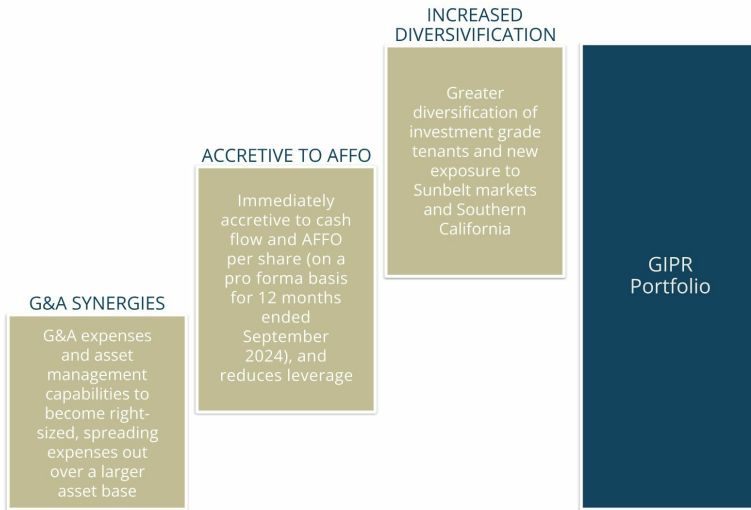 INCREASED
DIVERSIVIFICATION
Greater
diversification of
investment grade
tenants and new
exposure to
Sunbelt markets
and Southern
California
ACCRETIVE TO AFFO
Immediately
accretive to cash
flow and AFFO
per share (on a
pro forma basis
for 12 months
ended
September
2024), and
reduces leverage
G&A SYNERGIES
G&A expenses
and asset
management
capabilities to
become right-
sized, spreading
expenses out
over a larger
asset base
GIPR
Portfolio